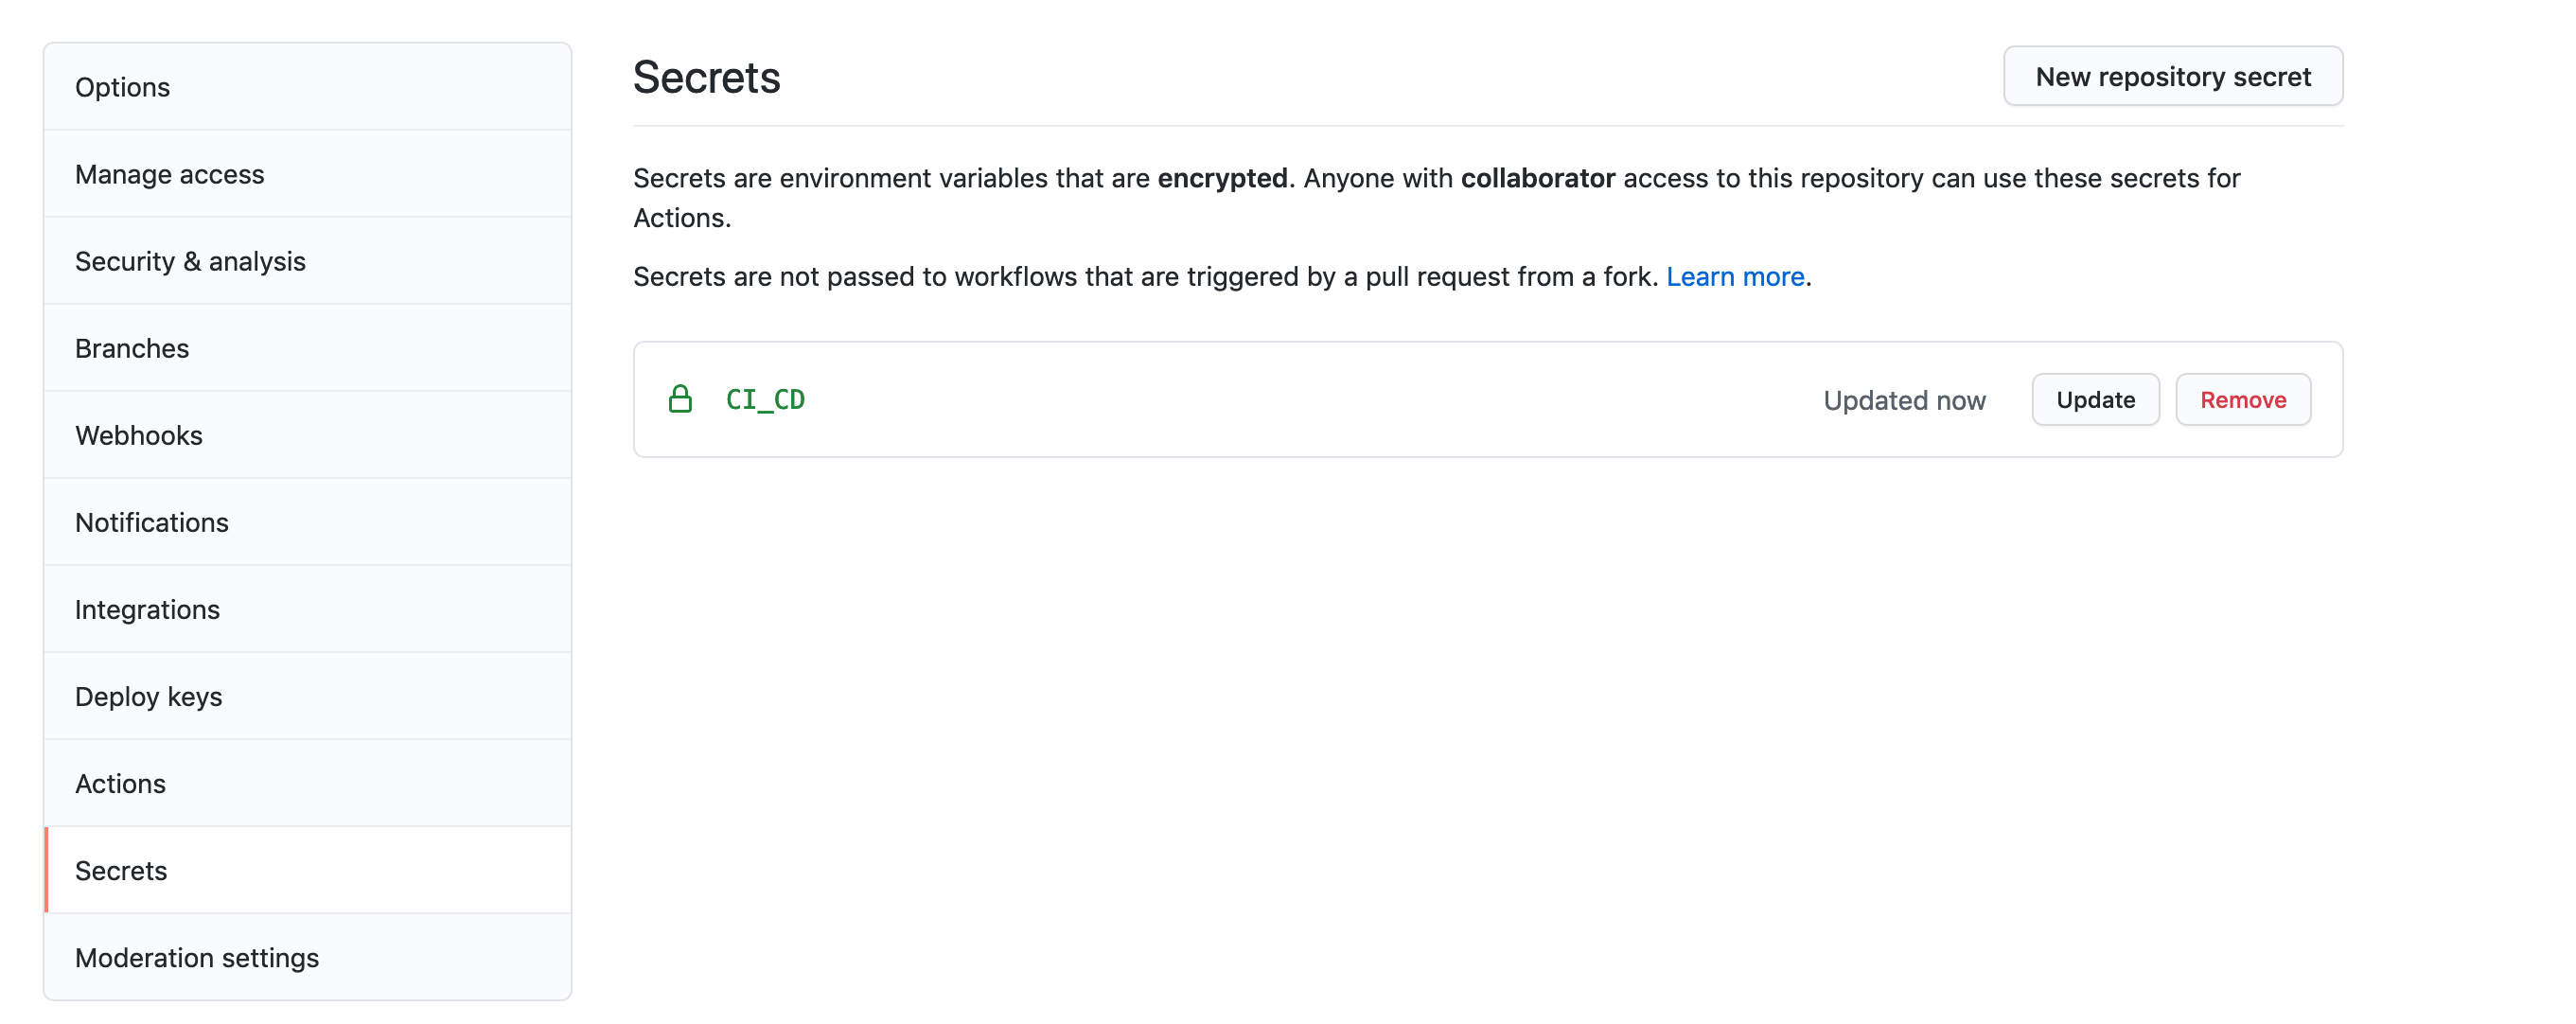 Options
Manage access
Security & analysis
Branches
Webhooks
Notifications
Integrations
Deploy keys
Actions
Secrets
Moderation settings
Secrets
New repository secret
Secrets are environment variables that are encrypted. Anyone with collaborator access to this repository can use these secrets for
Actions.
Secrets are not passed to workflows that are triggered by a pull request from a fork. Learn more.
CI_CD
Updated now
Update
Remove